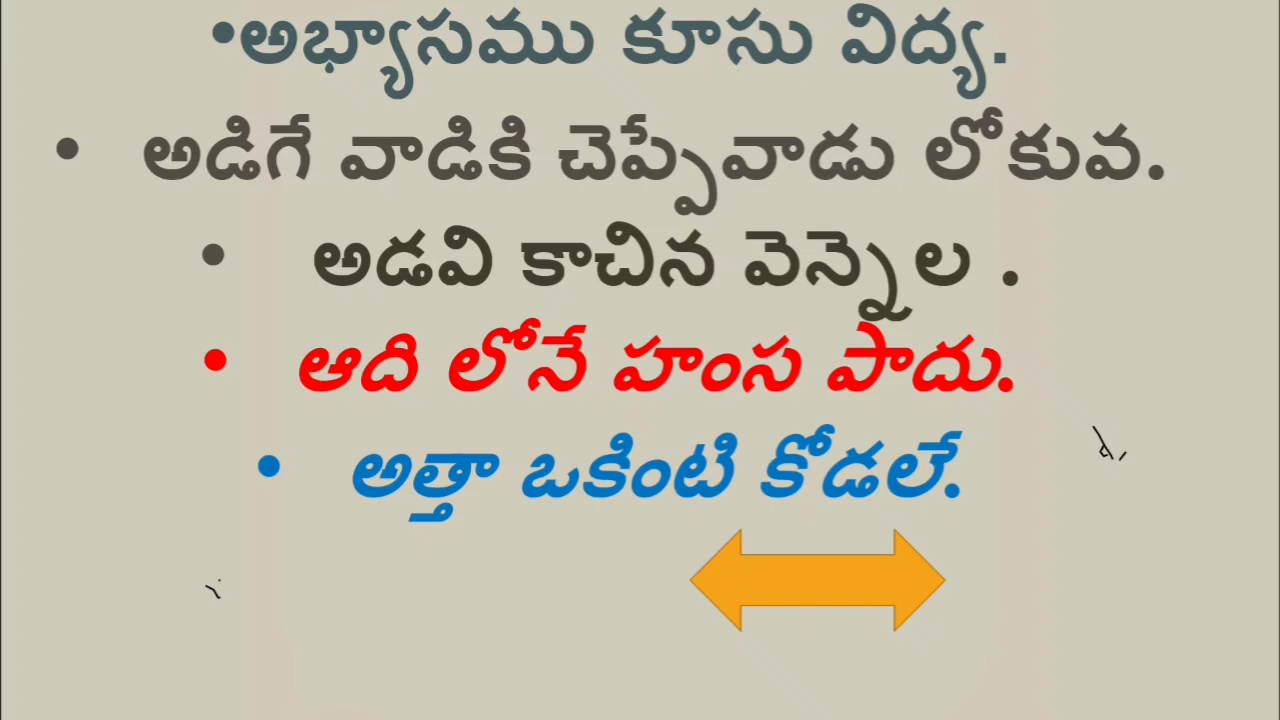 •అభ్యాసము కూసు విద్య.
• అడిగే వాడికి చెప్పేవాడు లోకువ.
• అడవి కాచిన వెన్నెల .
• ఆది లోనే హంస పాదు.
• అత్తా ఒకింటి కోడలే.